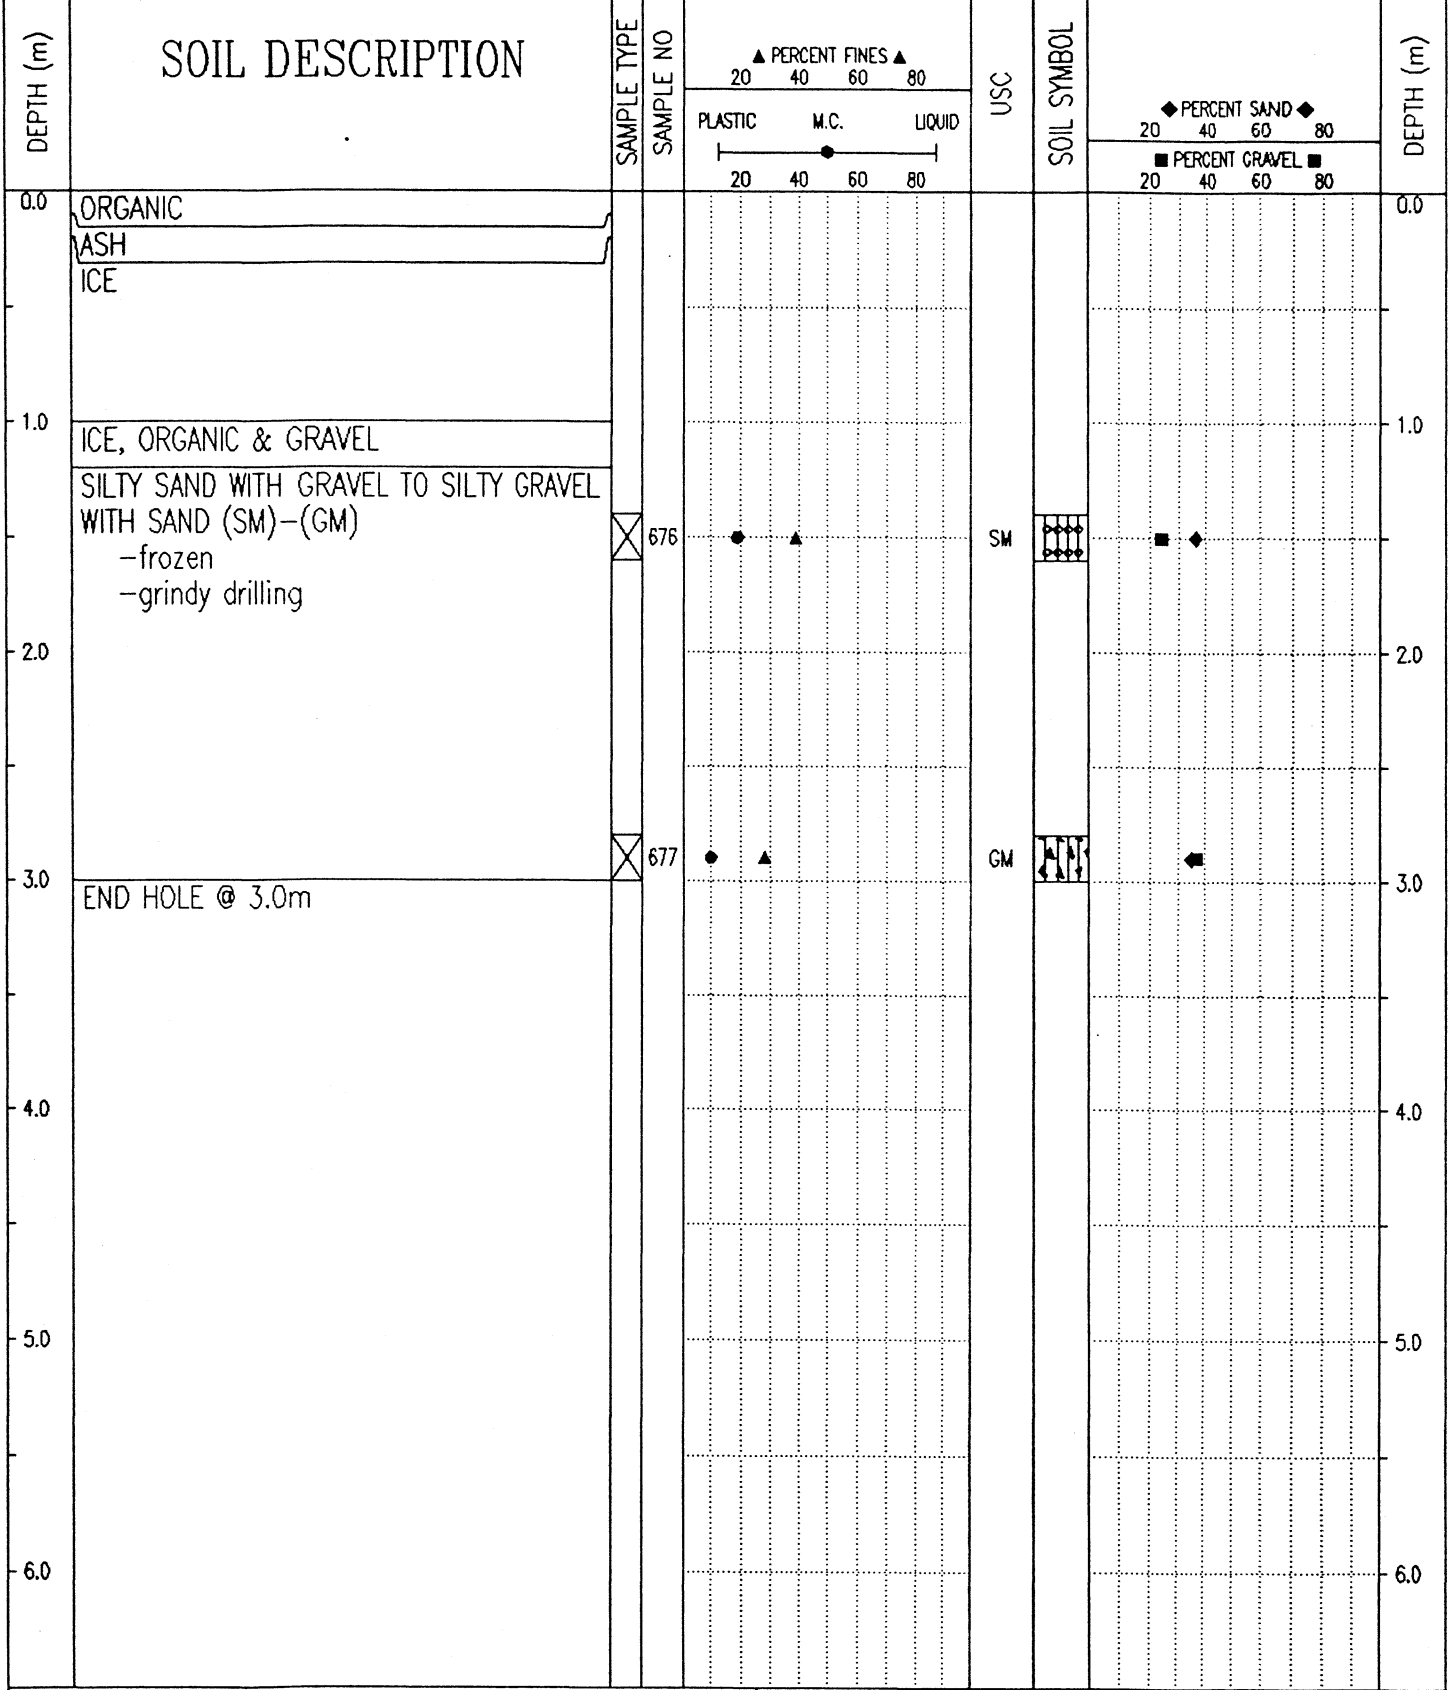 DEPTH (m)
SOIL DESCRIPTION
SAMPLE TYPE
SAMPLE NO
▲ PERCENT FINES ▲
20 40 60 80
PLASTIC M.C. LIQUID
20 40 60 80
USC
SOIL SYMBOL
◆ PERCENT SAND ◆
20 40 60 80
■ PERCENT GRAVEL ■
20 40 60 80
DEPTH (m)
0.0 ORGANIC 0.0
ASH
ICE
1.0 1.0
ICE, ORGANIC & GRAVEL
SILTY SAND WITH GRAVEL TO SILTY GRAVEL
WITH SAND (SM)-(GM)
676 SM
-frozen
-grindy drilling
2.0 2.0
677 GM
3.0 3.0
END HOLE @ 3.0m
4.0 4.0
5.0 5.0
6.0 6.0